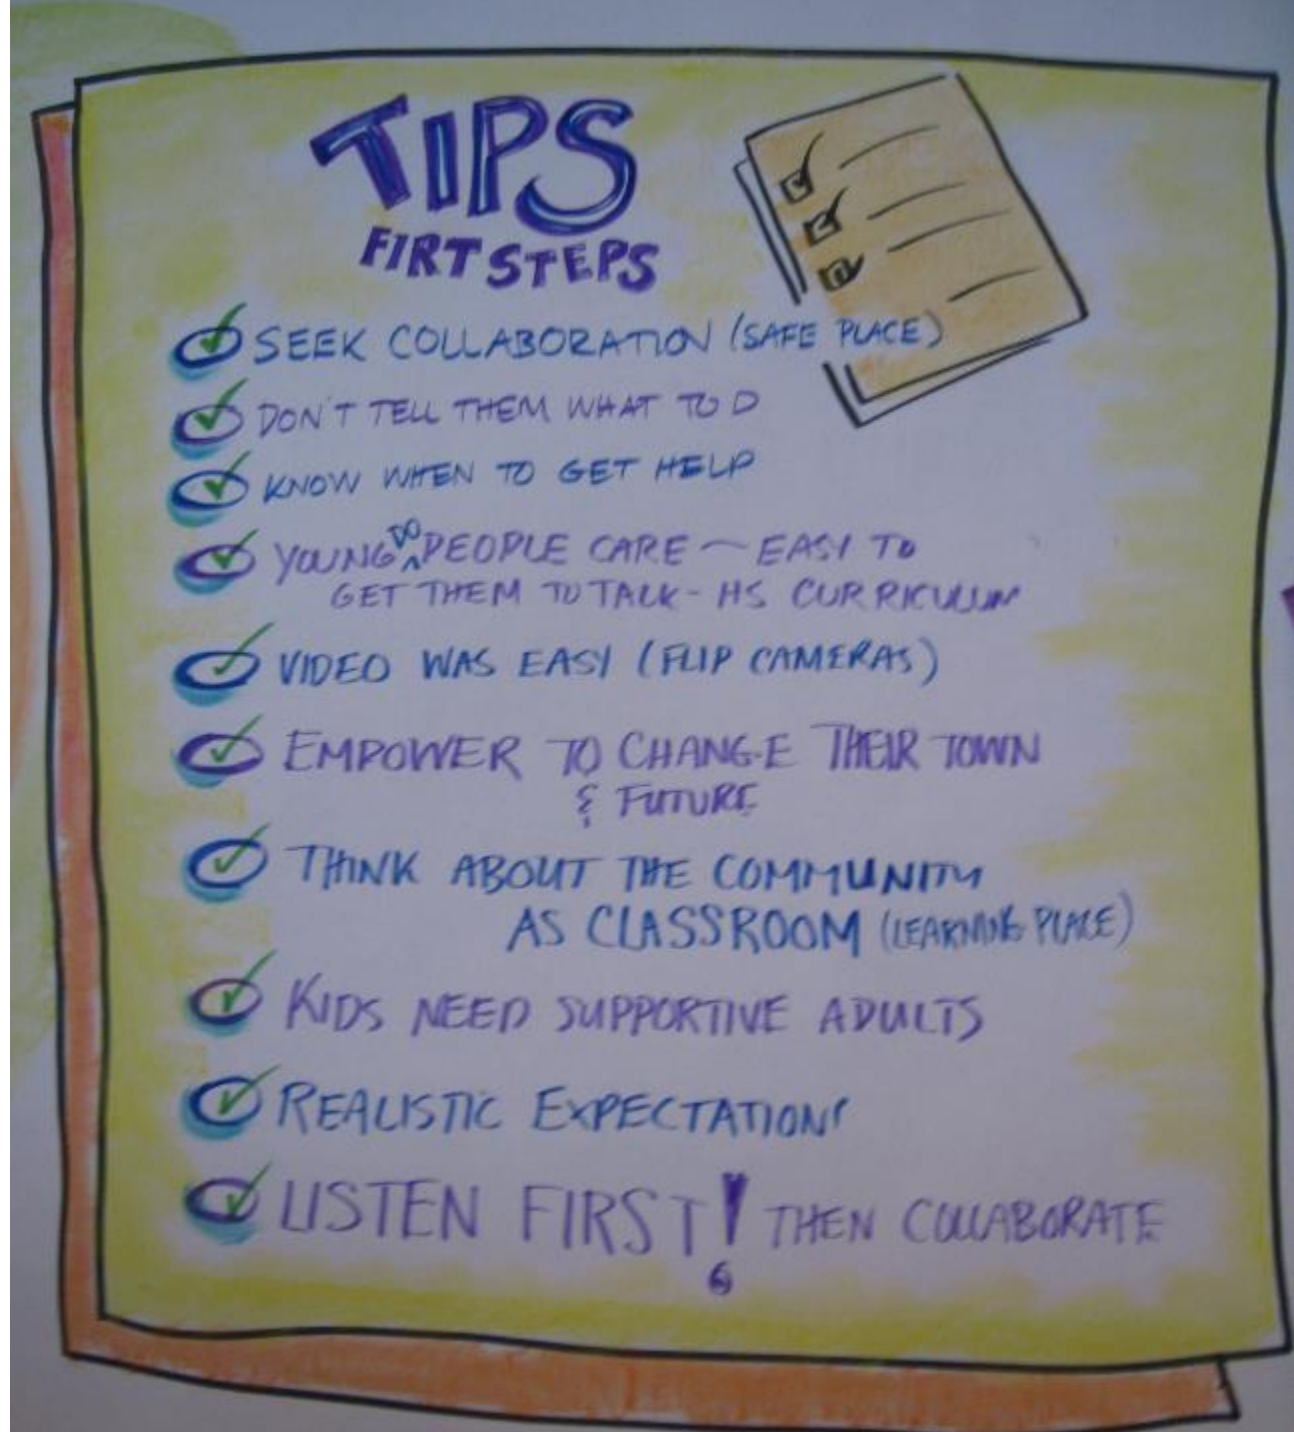 TIPS
FIRT STEPS
SEEK COLLABORATION (SAFE PLACE)
DON'T TELL THEM WHAT TO D
KNOW WHEN TO GET HELP
YOUNG DO PEOPLE CARE - EASY TO
GET THEM TO TALK - HS CURRICULUM
VIDEO WAS EASY (FLIP CAMERAS)
EMPOWER TO CHANGE THEIR TOWN
& FUTURE
THINK ABOUT THE COMMUNITY
AS CLASSROOM (LEARNING PLACE)
KIDS NEED SUPPORTIVE ADULTS
REALISTIC EXPECTATIONS
LISTEN FIRST! THEN COLLABORATE